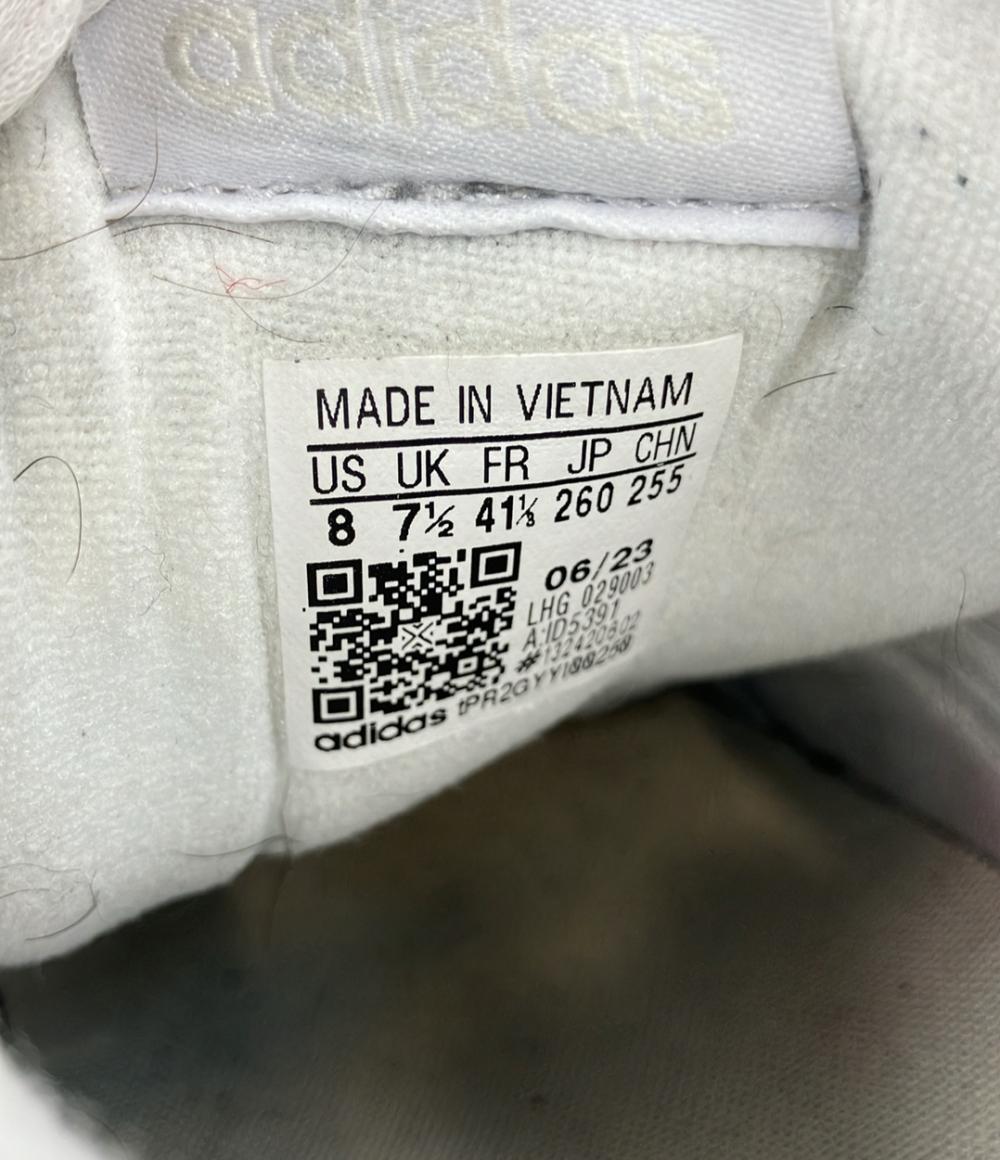 adidas
MADE IN VIETNAM
US UK FR JP CHN
8 7½ 41⅓ 260 255
06/23
LHG 029003
A:ID5391
#132420802
adidas tPR2GYYI00250